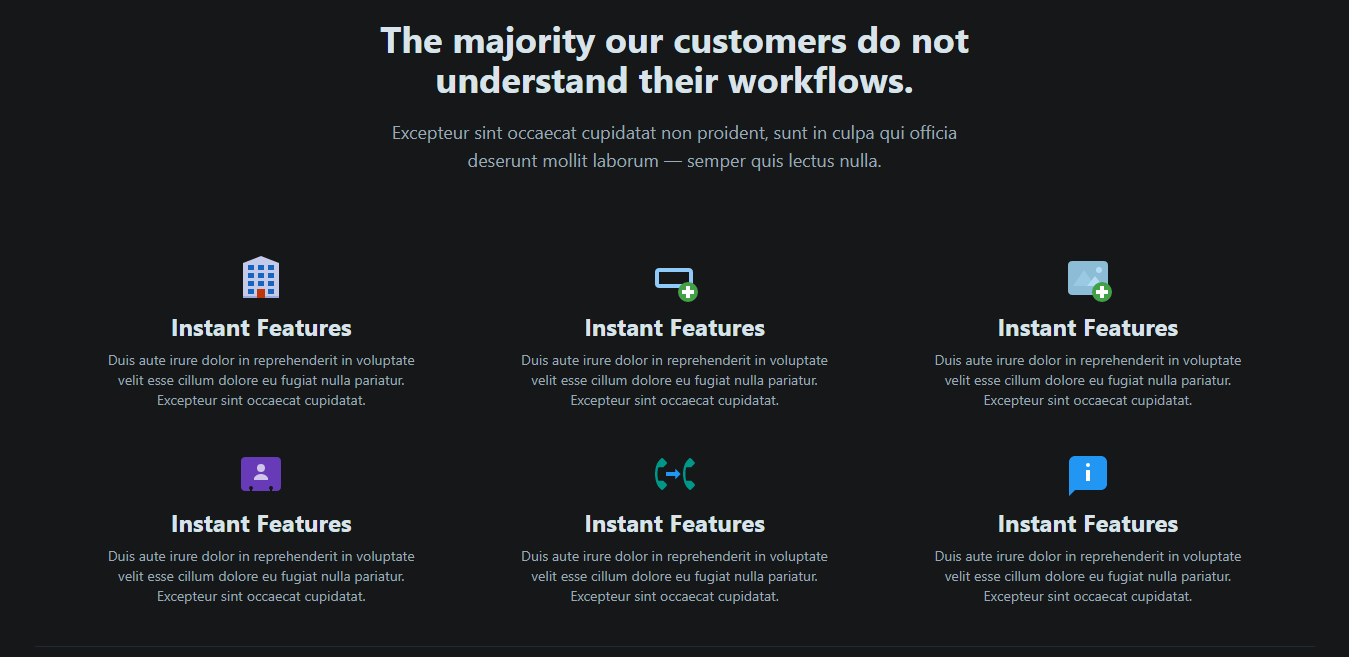 The majority our customers do not
understand their workflows.
Excepteur sint occaecat cupidatat non proident, sunt in culpa qui officia
deserunt mollit laborum — semper quis lectus nulla.
Instant Features
Duis aute irure dolor in reprehenderit in voluptate
velit esse cillum dolore eu fugiat nulla pariatur.
Excepteur sint occaecat cupidatat.
Instant Features
Duis aute irure dolor in reprehenderit in voluptate
velit esse cillum dolore eu fugiat nulla pariatur.
Excepteur sint occaecat cupidatat.
Instant Features
Duis aute irure dolor in reprehenderit in voluptate
velit esse cillum dolore eu fugiat nulla pariatur.
Excepteur sint occaecat cupidatat.
Instant Features
Duis aute irure dolor in reprehenderit in voluptate
velit esse cillum dolore eu fugiat nulla pariatur.
Excepteur sint occaecat cupidatat.
Instant Features
Duis aute irure dolor in reprehenderit in voluptate
velit esse cillum dolore eu fugiat nulla pariatur.
Excepteur sint occaecat cupidatat.
Instant Features
Duis aute irure dolor in reprehenderit in voluptate
velit esse cillum dolore eu fugiat nulla pariatur.
Excepteur sint occaecat cupidatat.